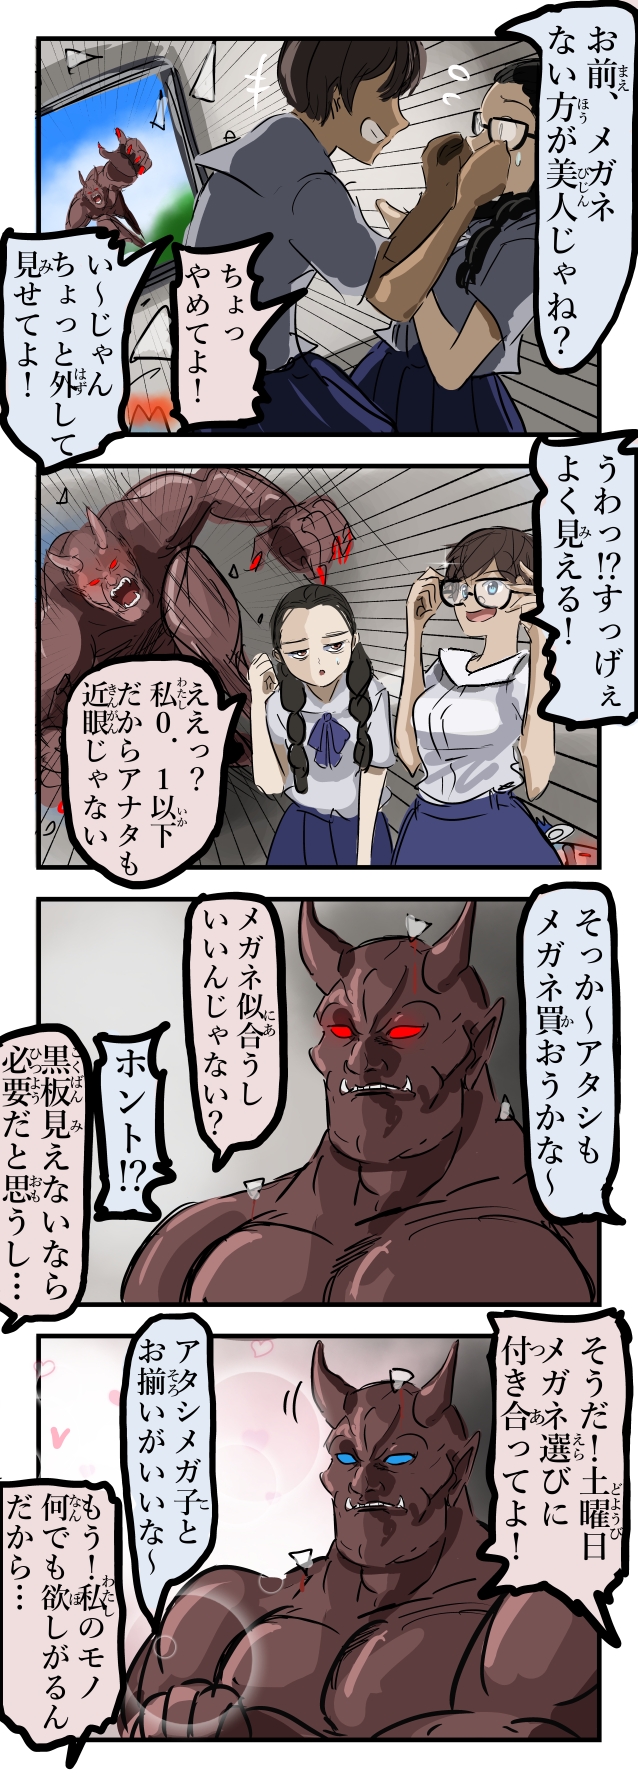 お前、メガネ
ない方が美人じゃね?
ちょっ
やめてよ!
い〜じゃん
ちょっと外して
見せてよ!
うわっ!?すっげぇ
よく見える!
ええっ?
私0.1以下
だからアナタも
近眼じゃない
そっか〜アタシも
メガネ買おうかな〜
メガネ似合うし
いいんじゃない?
ホント!?
黒板見えないなら
必要だと思うし…
そうだ!土曜日
メガネ選びに
付き合ってよ!
アタシメガ子と
お揃いがいいな〜
もう!私のモノ
何でも欲しがるん
だから…